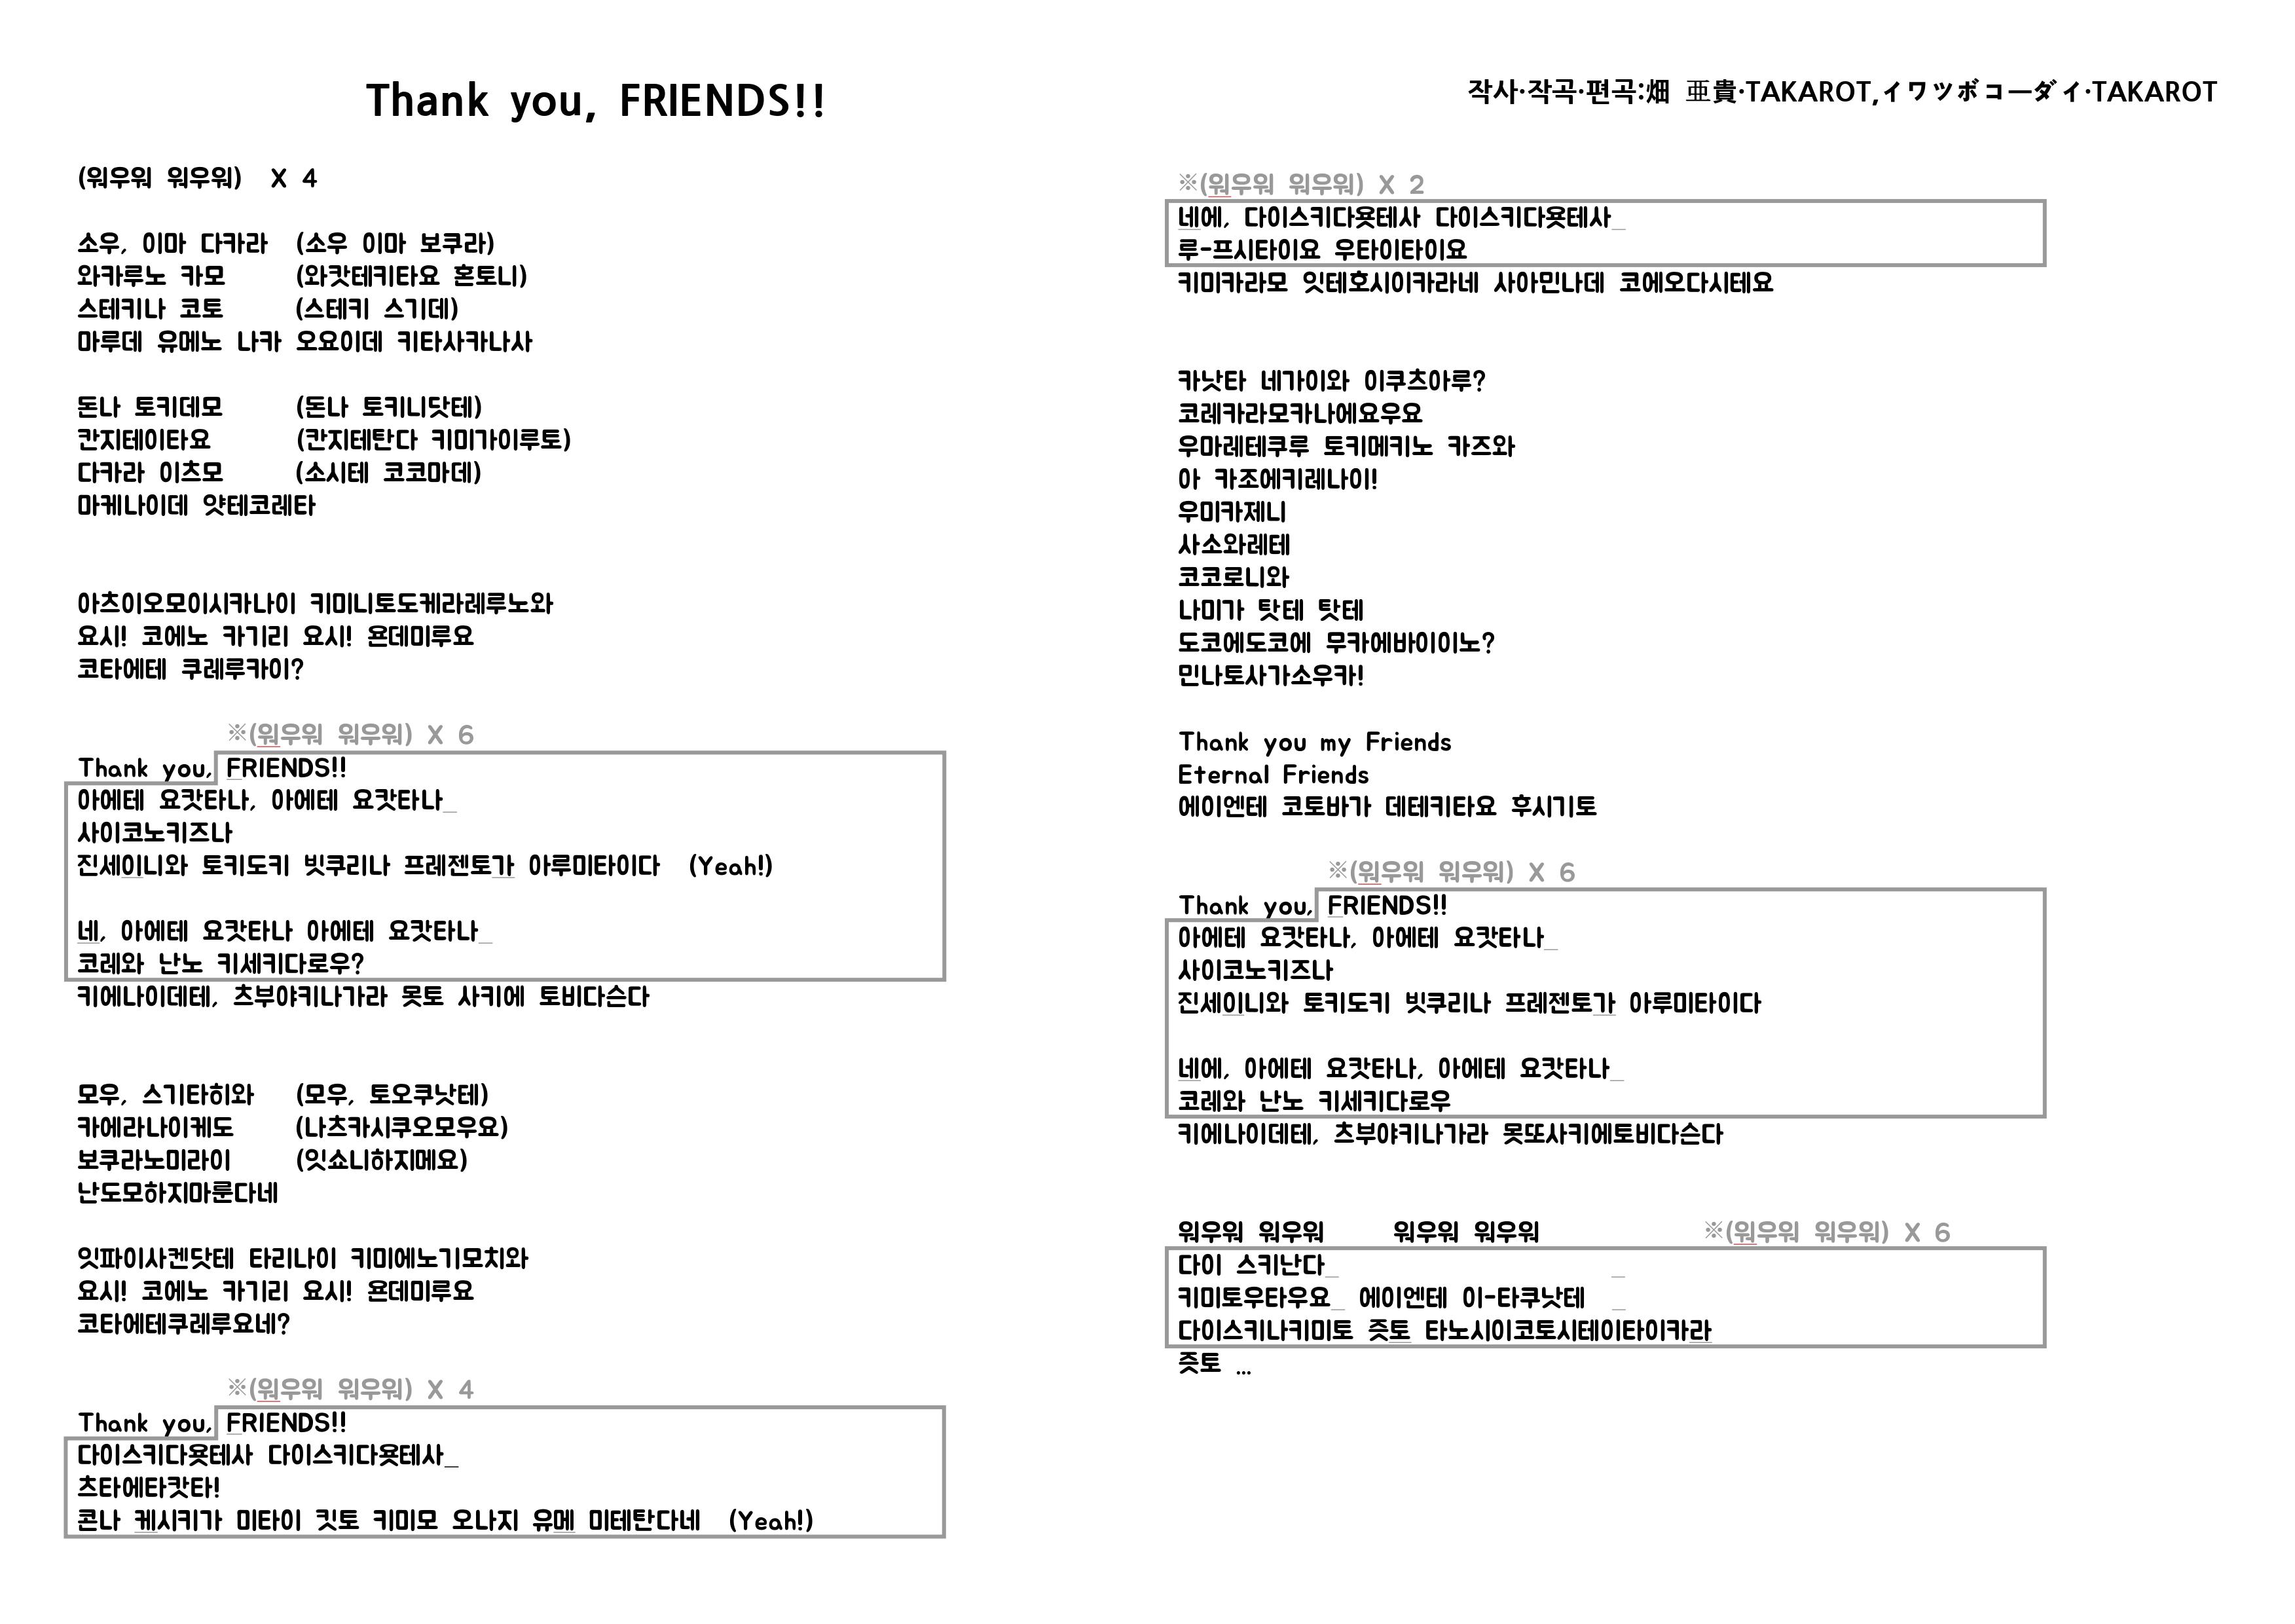 Thank you, FRIENDS!!
작사·작곡·편곡:畑 亜貴·TAKAROT,イワツボコーダイ·TAKAROT
(워우워 워우워) X 4
소우, 이마 다카라 (소우 이마 보쿠라)
와카루노 카모 (와캇테키타요 혼토니)
스테키나 코토 (스테키 스기데)
마루데 유메노 나카 오요이데 키타사카나사
돈나 토키데모 (돈나 토키니닷테)
칸지테이타요 (칸지테탄다 키미가이루토)
다카라 이츠모 (소시테 코코마데)
마케나이데 얏테코레타
아츠이오모이시카나이 키미니토도케라레루노와
요시! 코에노 카기리 요시! 욘데미루요
코타에테 쿠레루카이?
※(워우워 워우워) X 6
Thank you, FRIENDS!!
아에테 요캇타나, 아에테 요캇타나_
사이코노키즈나
진세이니와 토키도키 빗쿠리나 프레젠토가 아루미타이다 (Yeah!)
네, 아에테 요캇타나 아에테 요캇타나_
코레와 난노 키세키다로우?
키에나이데테, 츠부야키나가라 못토 사키에 토비다슨다
모우, 스기타히와 (모우, 토오쿠낫테)
카에라나이케도 (나츠카시쿠오모우요)
보쿠라노미라이 (잇쇼니하지메요)
난도모하지마룬다네
잇파이사켄닷테 타리나이 키미에노기모치와
요시! 코에노 카기리 요시! 욘데미루요
코타에테쿠레루요네?
※(워우워 워우워) X 4
Thank you, FRIENDS!!
다이스키다욧테사 다이스키다욧테사_
츠타에타캇타!
콘나 케시키가 미타이 킷토 키미모 오나지 유메 미테탄다네 (Yeah!)
※(워우워 워우워) X 2
네에, 다이스키다욧테사 다이스키다욧테사_
루-프시타이요 우타이타이요
키미카라모 잇테호시이카라네 사아민나데 코에오다시테요
카낫타 네가이와 이쿠츠아루?
코레카라모카나에요우요
우마레테쿠루 토키메키노 카즈와
아 카조에키레나이!
우미카제니
사소와레테
코코로니와
나미가 탓테 탓테
도코에도코에 무카에바이이노?
민나토사가소우카!
Thank you my Friends
Eternal Friends
에이엔테 코토바가 데테키타요 후시기토
※(워우워 워우워) X 6
Thank you, FRIENDS!!
아에테 요캇타나, 아에테 요캇타나_
사이코노키즈나
진세이니와 토키도키 빗쿠리나 프레젠토가 아루미타이다
네에, 아에테 요캇타나, 아에테 요캇타나_
코레와 난노 키세키다로우
키에나이데테, 츠부야키나가라 못또사키에토비다슨다
워우워 워우워 워우워 워우워 ※(워우워 워우워) X 6
다이 스키난다_ _
키미토우타우요_ 에이엔테 이-타쿠낫테 _
다이스키나키미토 즛토 타노시이코토시테이타이카라
즛토 ...